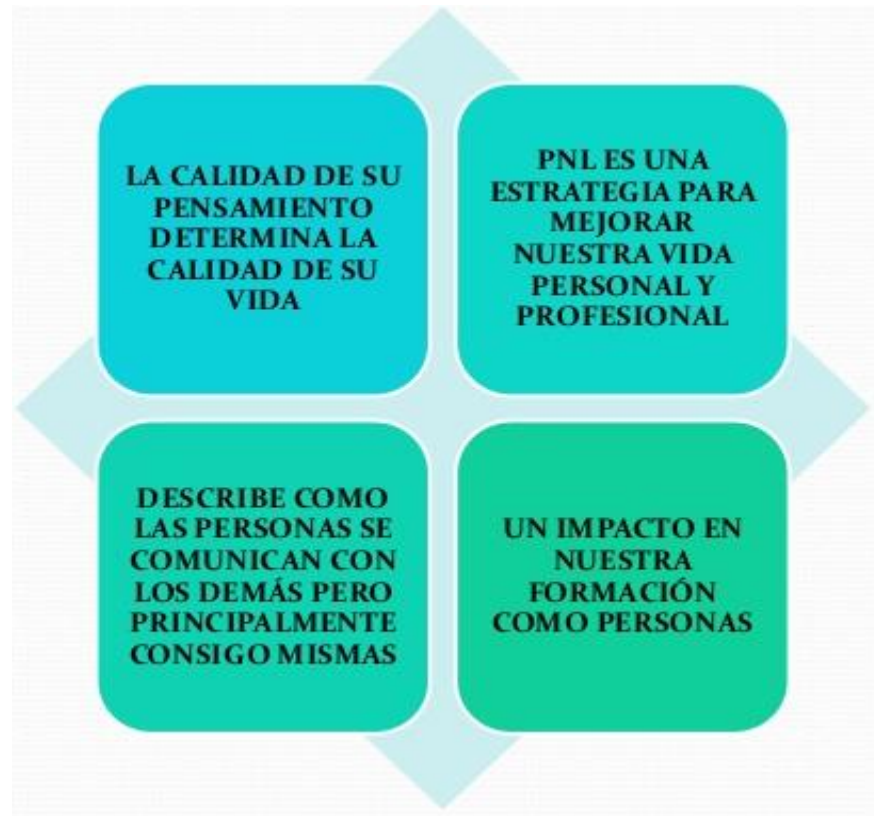 LA CALIDAD DE SU
PENSAMIENTO
DETERMINA LA
CALIDAD DE SU
VIDA
PNL ES UNA
ESTRATEGIA PARA
MEJORAR
NUESTRA VIDA
PERSONAL Y
PROFESIONAL
DESCRIBE COMO
LAS PERSONAS SE
COMUNICAN CON
LOS DEMÁS PERO
PRINCIPALMENTE
CONSIGO MISMAS
UN IMPACTO EN
NUESTRA
FORMACIÓN
COMO PERSONAS